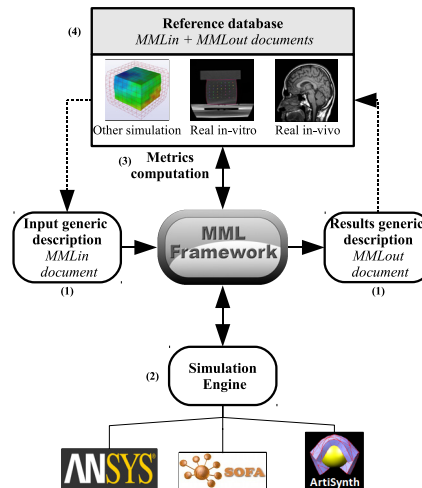 (4)
Reference database
MMLin + MMLout documents
Other simulation
Real in-vitro
Real in-vivo
(3) Metrics
computation
Input generic
description
MMLin
document
(1)
MML
Framework
Results generic
description
MMLout
document
(1)
(2)
Simulation
Engine
ANSYS®
SOFA
ArtiSynth